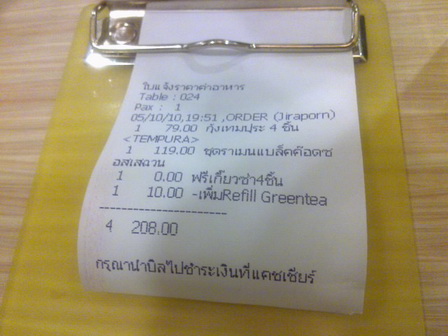 ใบแจ้งราคาค่าอาหาร
Table : 024
Pax : 1
05/10/10,19:51 ,ORDER (Jiraporn)
1 79.00 กุ้งเทมปุระ 4 ชิ้น
<TEMPURA>
1 119.00 ชุดราเมนแบล็คค๊อดซ
อสเสฉวน
1 0.00 ฟรีเกี๊ยวซ่า4ชิ้น
1 10.00 -เพิ่มRefill Greentea
4 208.00
กรุณานำบิลไปชำระเงินที่แคชเชียร์